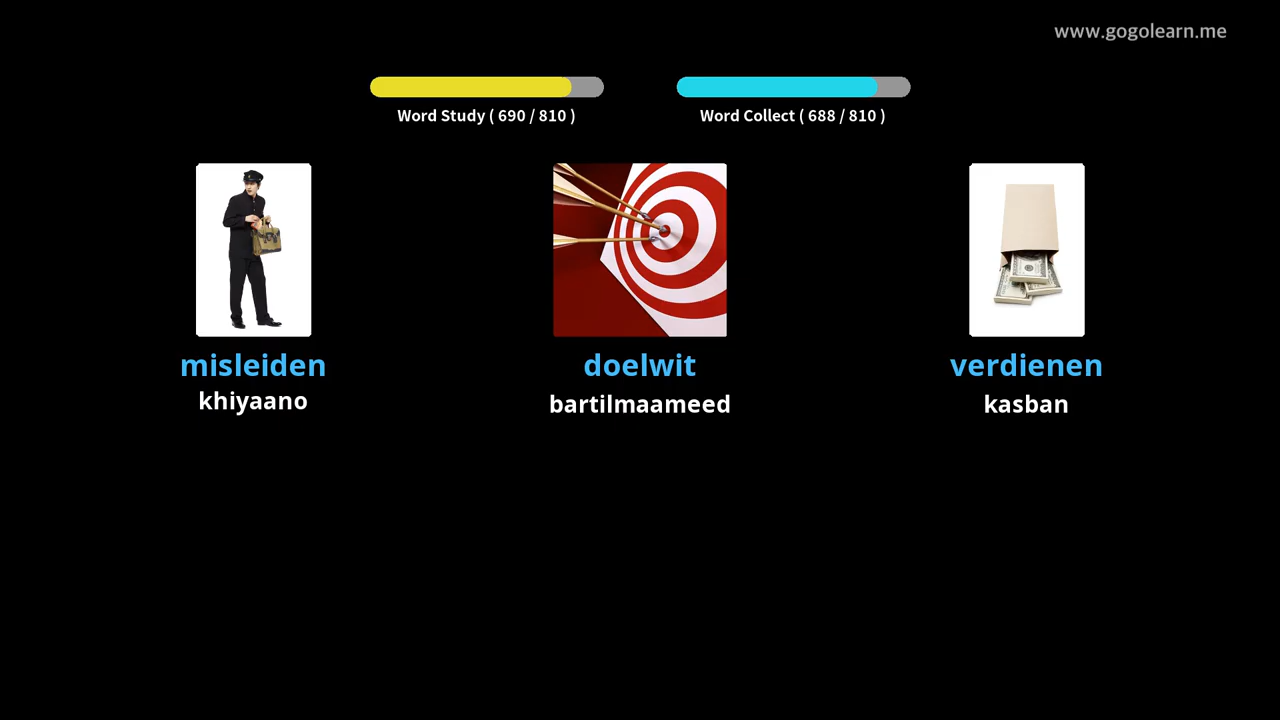 www.gogolearn.me
Word Study ( 690 / 810 )
Word Collect ( 688 / 810 )
misleiden
doelwit
verdienen
khiyaano
bartilmaameed
kasban